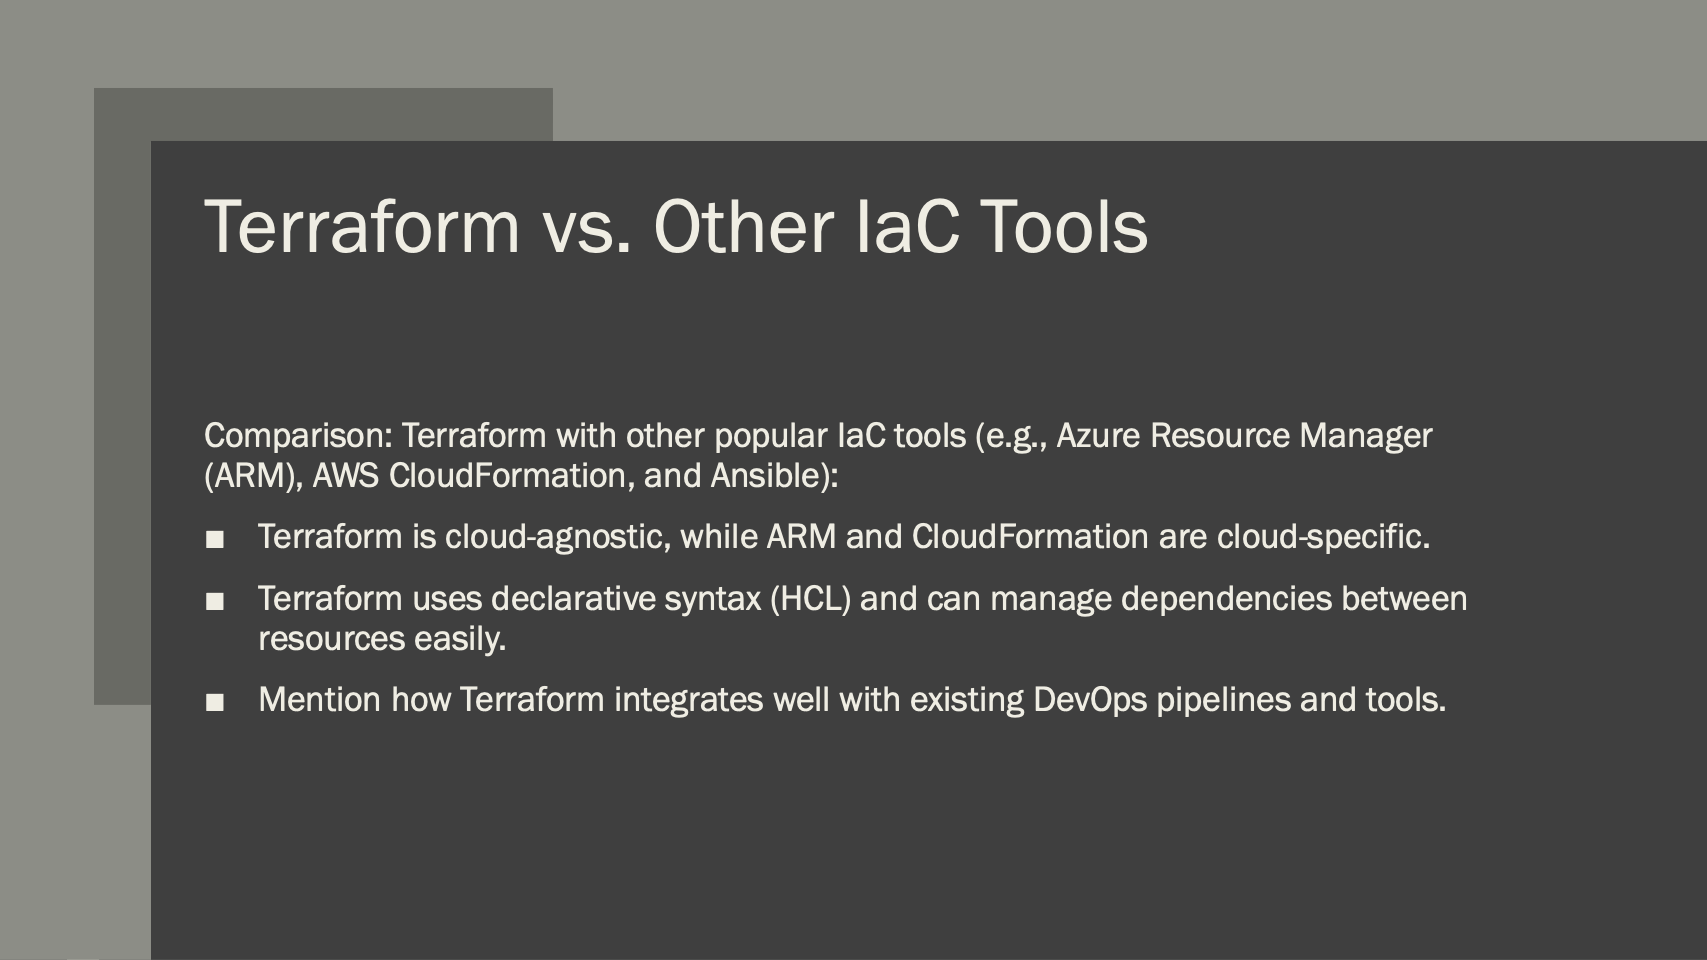 Terraform vs. Other IaC Tools
Comparison: Terraform with other popular IaC tools (e.g., Azure Resource Manager
(ARM), AWS CloudFormation, and Ansible):
■ Terraform is cloud-agnostic, while ARM and CloudFormation are cloud-specific.
■ Terraform uses declarative syntax (HCL) and can manage dependencies between
resources easily.
■ Mention how Terraform integrates well with existing DevOps pipelines and tools.